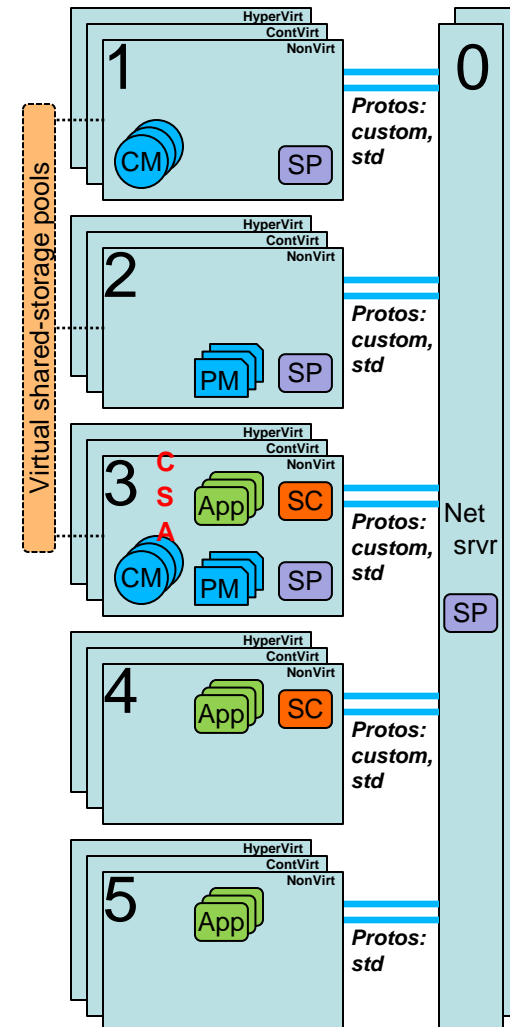 HyperVirt
ContVirt
NonVirt
1
CM
SP
Protos:
custom,
std
0
Virtual shared-storage pools
HyperVirt
ContVirt
NonVirt
2
PM
SP
Protos:
custom,
std
HyperVirt
ContVirt
NonVirt
3
C
S
A
App
SC
CM
PM
SP
Protos:
custom,
std
Net
srvr
SP
HyperVirt
ContVirt
NonVirt
4
App
SC
Protos:
custom,
std
HyperVirt
ContVirt
NonVirt
5
App
Protos:
std